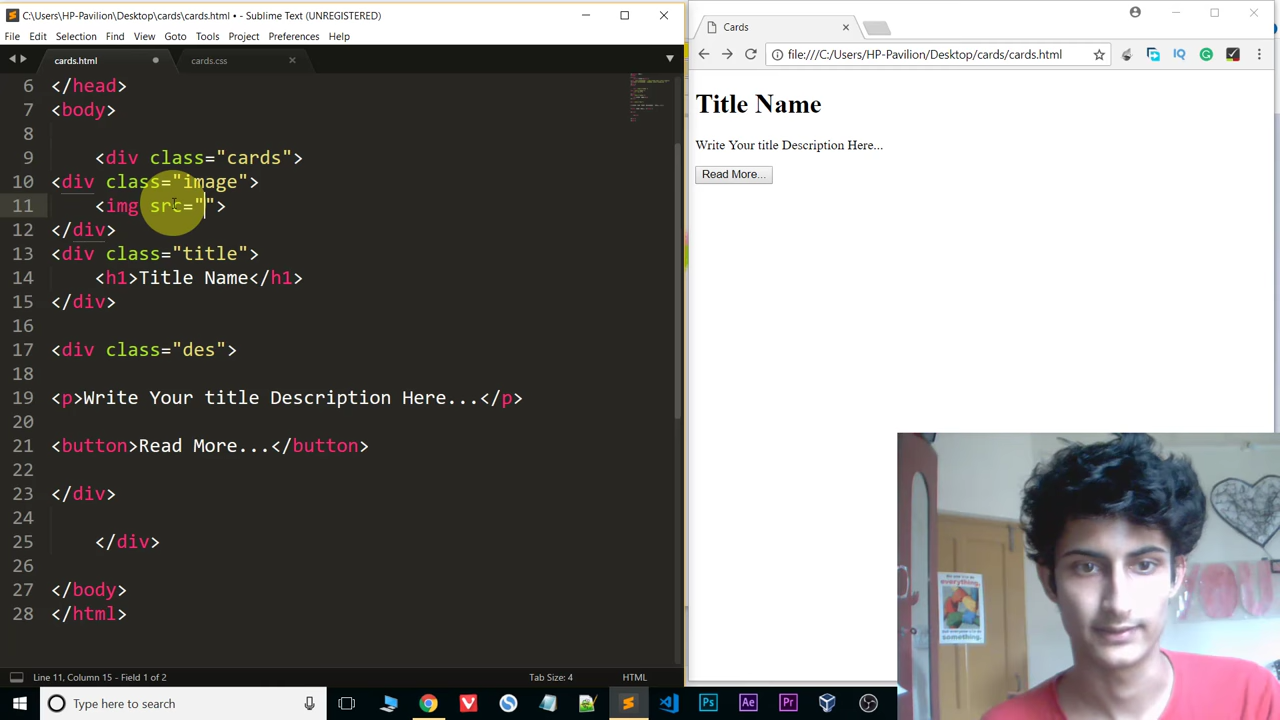 C:\Users\HP-Pavilion\Desktop\cards\cards.html • - Sublime Text (UNREGISTERED)
File Edit Selection Find View Goto Tools Project Preferences Help
cards.html cards.css
6 </head>
7 <body>
8
9 <div class="cards">
10 <div class="image">
11 <img src="">
12 </div>
13 <div class="title">
14 <h1>Title Name</h1>
15 </div>
16
17 <div class="des">
18
19 <p>Write Your title Description Here...</p>
20
21 <button>Read More...</button>
22
23 </div>
24
25 </div>
26
27 </body>
28 </html>
Line 11, Column 15 - Field 1 of 2 Tab Size: 4 HTML
Cards
file:///C:/Users/HP-Pavilion/Desktop/cards/cards.html
IQ
Title Name
Write Your title Description Here...
Read More...
everything.
something.
Type here to search
Ps Ae Pr